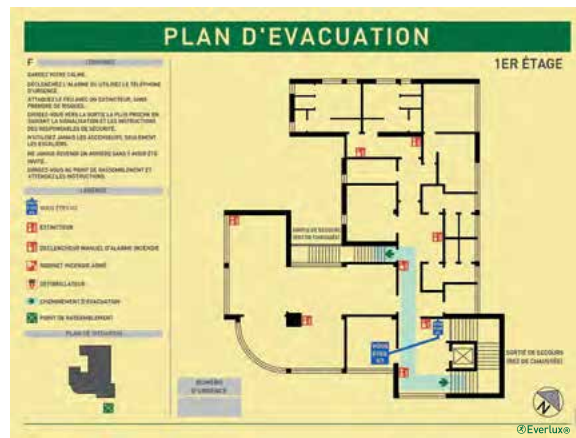 PLAN D'EVACUATION
1ER ÉTAGE
F
CONSIGNES
GARDEZ VOTRE CALME.
DÉCLENCHEZ L'ALARME OU UTILISEZ LE TÉLÉPHONE
D'URGENCE.
ATTAQUEZ LE FEU AVEC UN EXTINCTEUR, SANS
PRENDRE DE RISQUES.
DIRIGEZ-VOUS VERS LA SORTIE LA PLUS PROCHE EN
SUIVANT LA SIGNALISATION ET LES INSTRUCTIONS
DES RESPONSABLES DE SÉCURITÉ.
N'UTILISEZ JAMAIS LES ASCENSEURS, SEULEMENT
LES ESCALIERS.
NE JAMAIS REVENIR EN ARRIÈRE SANS Y AVOIR ÉTÉ
INVITÉ.
DIRIGEZ-VOUS AU POINT DE RASSEMBLEMENT ET
ATTENDEZ LES INSTRUCTIONS.
LÉGENDE
VOUS ÊTES ICI
EXTINCTEUR
DÉCLENCHEUR MANUEL D'ALARME INCENDIE
ROBINET INCENDIE ARMÉ
DÉFIBRILLATEUR
CHEMINEMENT D'ÉVACUATION
POINT DE RASSEMBLEMENT
PLAN DE SITUATION
NUMÉRO
D'URGENCE
SORTIE DE SECOURS
(REZ DE CHAUSSÉE)
VOUS
ÊTES
ICI
SORTIE DE SECOURS
(REZ DE CHAUSSÉE)
Everlux®